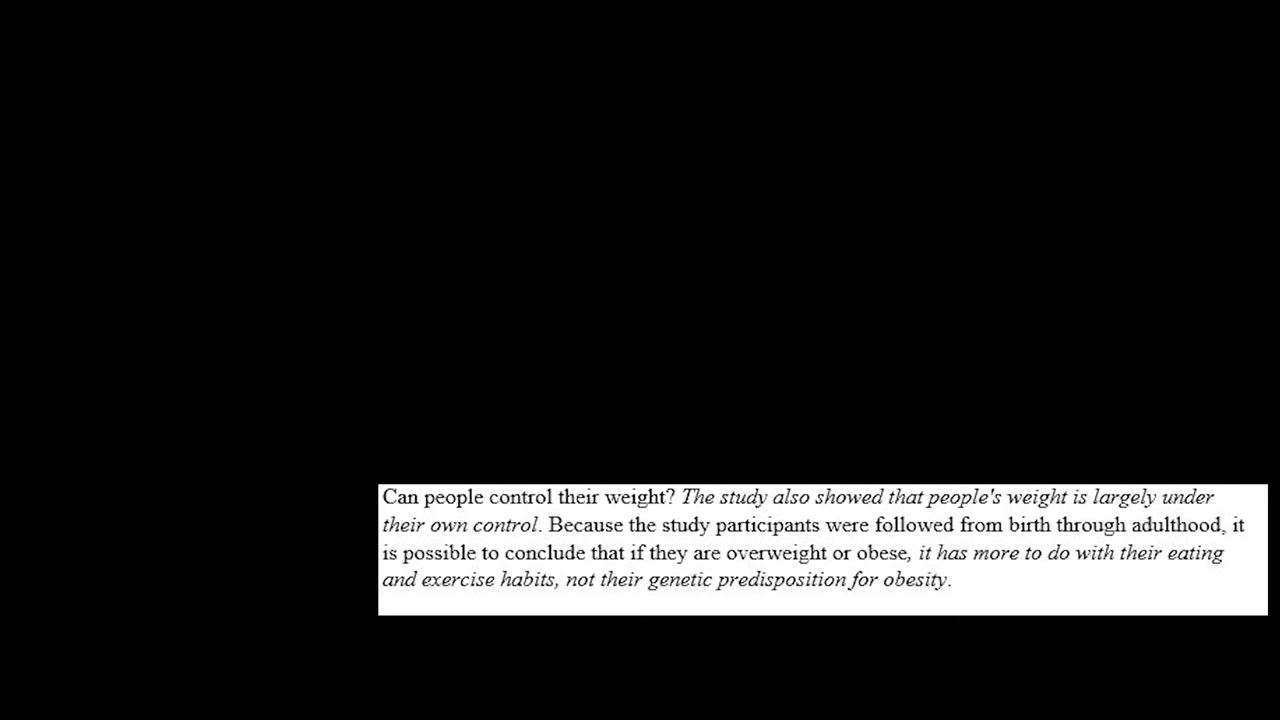 Can people control their weight? The study also showed that people's weight is largely under
their own control. Because the study participants were followed from birth through adulthood, it
is possible to conclude that if they are overweight or obese, it has more to do with their eating
and exercise habits, not their genetic predisposition for obesity.